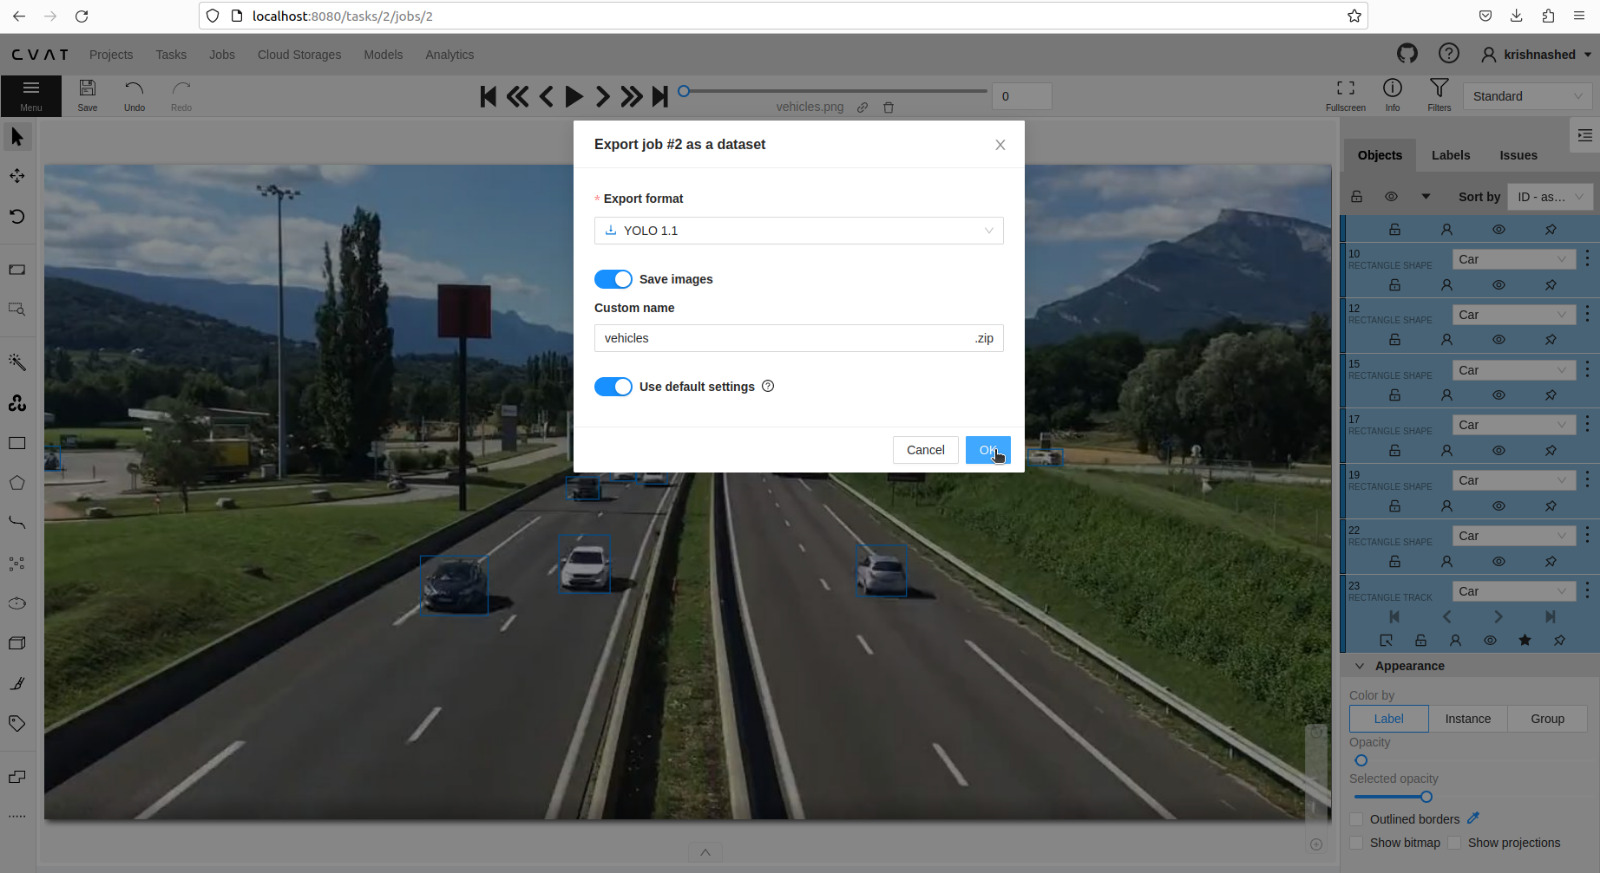 localhost:8080/tasks/2/jobs/2
CVAT Projects Tasks Jobs Cloud Storages Models Analytics krishnashed
Menu Save Undo Redo vehicles.png 0 Fullscreen Info Filters Standard
Export job #2 as a dataset
* Export format
YOLO 1.1
Save images
Custom name
vehicles .zip
Use default settings
Cancel OK
Objects Labels Issues
Sort by ID - as...
10 Car
RECTANGLE SHAPE
12 Car
RECTANGLE SHAPE
15 Car
RECTANGLE SHAPE
17 Car
RECTANGLE SHAPE
19 Car
RECTANGLE SHAPE
22 Car
RECTANGLE SHAPE
23 Car
RECTANGLE TRACK
Appearance
Color by
Label Instance Group
Opacity
Selected opacity
Outlined borders
Show bitmap Show projections